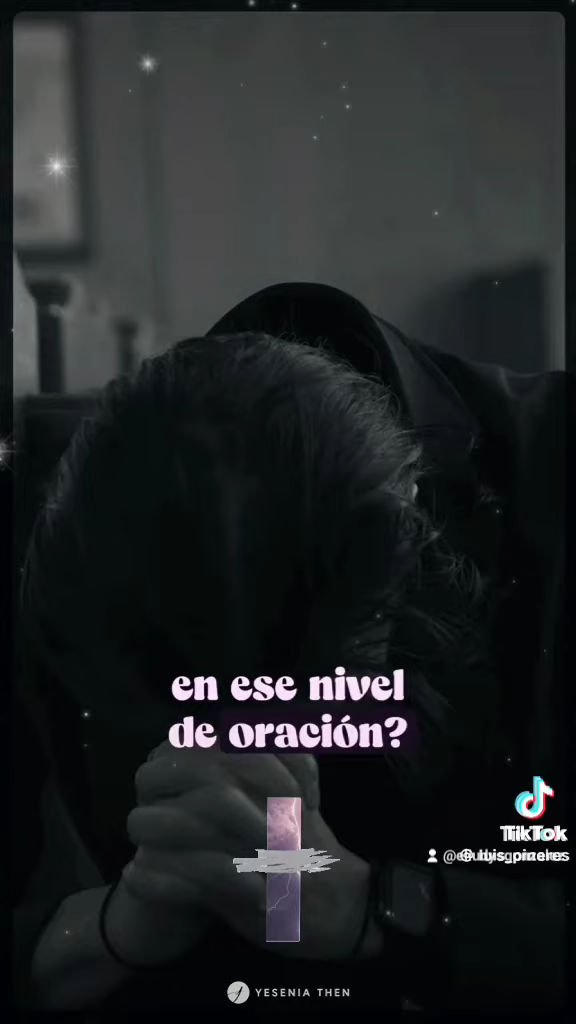 en ese nivel
de oración?
TikTok
YESENIA THEN